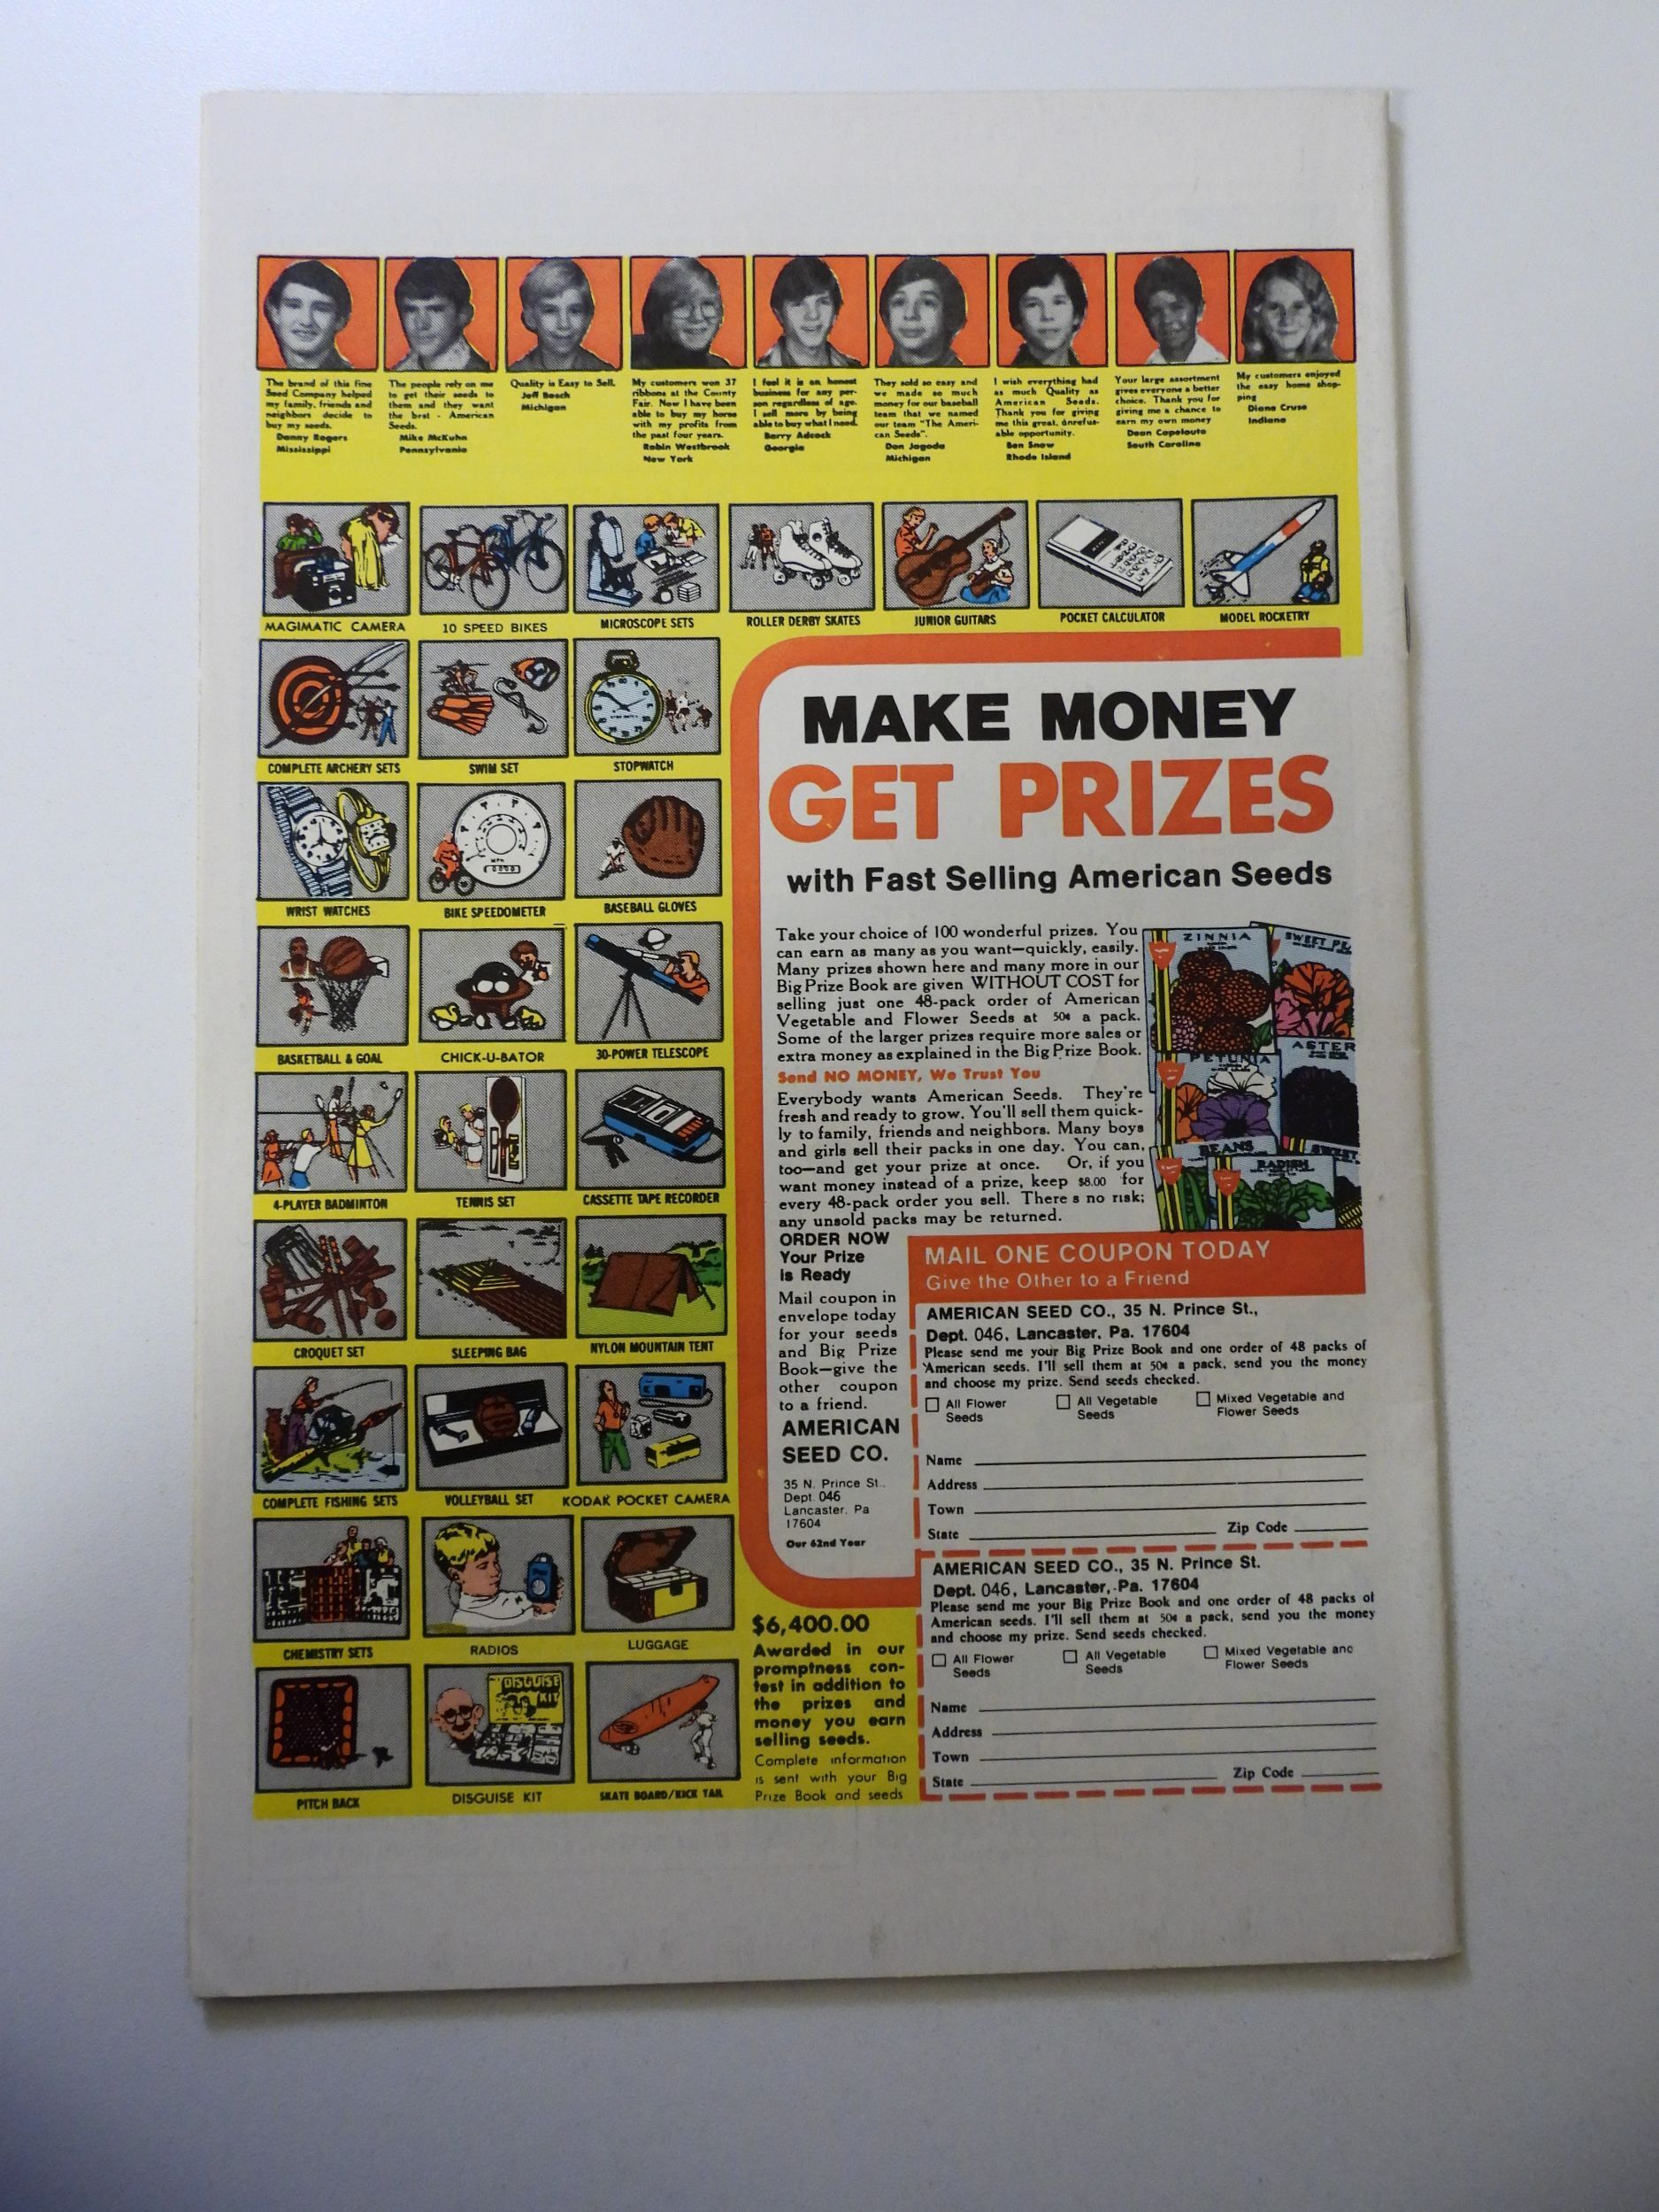 The brand of this fine
Seed Company helped
my family, friends and
neighbors decide to
buy my seeds.
Danny Rogers
Mississippi
The people rely on me
to get their seeds to
them and they want
the best - American
Seeds.
Mike McKuhn
Pennsylvania
Quality is Easy to Sell.
Jeff Besch
Michigan
My customers won 37
ribbons at the County
Fair. Now I have been
able to buy my horse
with my profits from
the past four years.
Robin Westbrook
New York
I feel it is an honest
business for any per-
son regardless of age.
I sell more by being
able to buy what I need.
Barry Adcock
Georgia
They sold so easy and
we made so much
money for our baseball
team that we named
our team "The Ameri-
can Seeds".
Don Jagoda
Michigan
I wish everything had
as much Quality as
American Seeds.
Thank you for giving
me this great, unrefus-
able opportunity.
Ben Snow
Rhode Island
Your large assortment
gives everyone a better
choice. Thank you for
giving me a chance to
earn my own money
Dean Capelouto
South Carolina
My customers enjoyed
the easy home shop-
ping
Diane Cruse
Indiana
MAGIMATIC CAMERA
10 SPEED BIKES
MICROSCOPE SETS
ROLLER DERBY SKATES
JUNIOR GUITARS
POCKET CALCULATOR
MODEL ROCKETRY
COMPLETE ARCHERY SETS
SWIM SET
STOPWATCH
WRIST WATCHES
MPH
BIKE SPEEDOMETER
BASEBALL GLOVES
BASKETBALL & GOAL
CHICK-U-BATOR
30-POWER TELESCOPE
4-PLAYER BADMINTON
TENNIS SET
CASSETTE TAPE RECORDER
CROQUET SET
SLEEPING BAG
NYLON MOUNTAIN TENT
COMPLETE FISHING SETS
VOLLEYBALL SET
KODAK POCKET CAMERA
CHEMISTRY SETS
RADIOS
LUGGAGE
PITCH BACK
DISGUISE
KIT
DISGUISE KIT
SKATE BOARD/KICK TAIL
MAKE MONEY
GET PRIZES
with Fast Selling American Seeds
Take your choice of 100 wonderful prizes. You
can earn as many as you want—quickly, easily.
Many prizes shown here and many more in our
Big Prize Book are given WITHOUT COST for
selling just one 48-pack order of American
Vegetable and Flower Seeds at 50¢ a pack.
Some of the larger prizes require more sales or
extra money as explained in the Big Prize Book.
Send NO MONEY, We Trust You
Everybody wants American Seeds. They're
fresh and ready to grow. You'll sell them quick-
ly to family, friends and neighbors. Many boys
and girls sell their packs in one day. You can,
too—and get your prize at once. Or, if you
want money instead of a prize, keep $8.00 for
every 48-pack order you sell. There s no risk;
any unsold packs may be returned.
ZINNIA
SWEET PE
ASTER
PETUNIA
BEANS
RADISH
SWEET
ORDER NOW
Your Prize
Is Ready
Mail coupon in
envelope today
for your seeds
and Big Prize
Book—give the
other coupon
to a friend.
AMERICAN
SEED CO.
35 N. Prince St.,
Dept. 046
Lancaster, Pa
17604
Our 62nd Year
$6,400.00
Awarded in our
promptness con-
test in addition to
the prizes and
money you earn
selling seeds.
Complete information
is sent with your Big
Prize Book and seeds
MAIL ONE COUPON TODAY
Give the Other to a Friend
AMERICAN SEED CO., 35 N. Prince St.,
Dept. 046, Lancaster, Pa. 17604
Please send me your Big Prize Book and one order of 48 packs of
American seeds. I'll sell them at 50¢ a pack, send you the money
and choose my prize. Send seeds checked.
All Flower
Seeds
All Vegetable
Seeds
Mixed Vegetable and
Flower Seeds
Name
Address
Town
State Zip Code
AMERICAN SEED CO., 35 N. Prince St.
Dept. 046, Lancaster, Pa. 17604
Please send me your Big Prize Book and one order of 48 packs of
American seeds. I'll sell them at 50¢ a pack, send you the money
and choose my prize. Send seeds checked.
All Flower
Seeds
All Vegetable
Seeds
Mixed Vegetable and
Flower Seeds
Name
Address
Town
State Zip Code